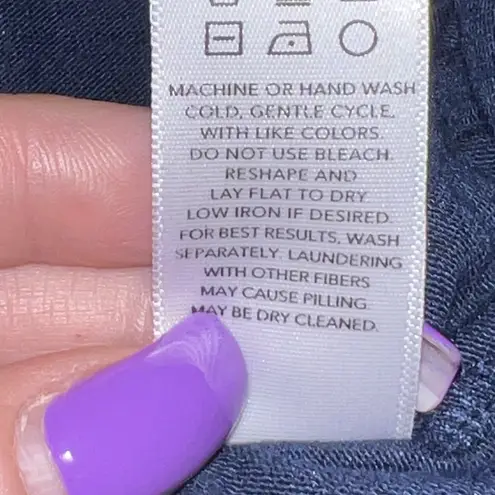 MACHINE OR HAND WASH
COLD, GENTLE CYCLE,
WITH LIKE COLORS.
DO NOT USE BLEACH.
RESHAPE AND
LAY FLAT TO DRY
LOW IRON IF DESIRED
FOR BEST RESULTS, WASH
SEPARATELY. LAUNDERING
WITH OTHER FIBERS
MAY CAUSE PILLING.
MAY BE DRY CLEANED.